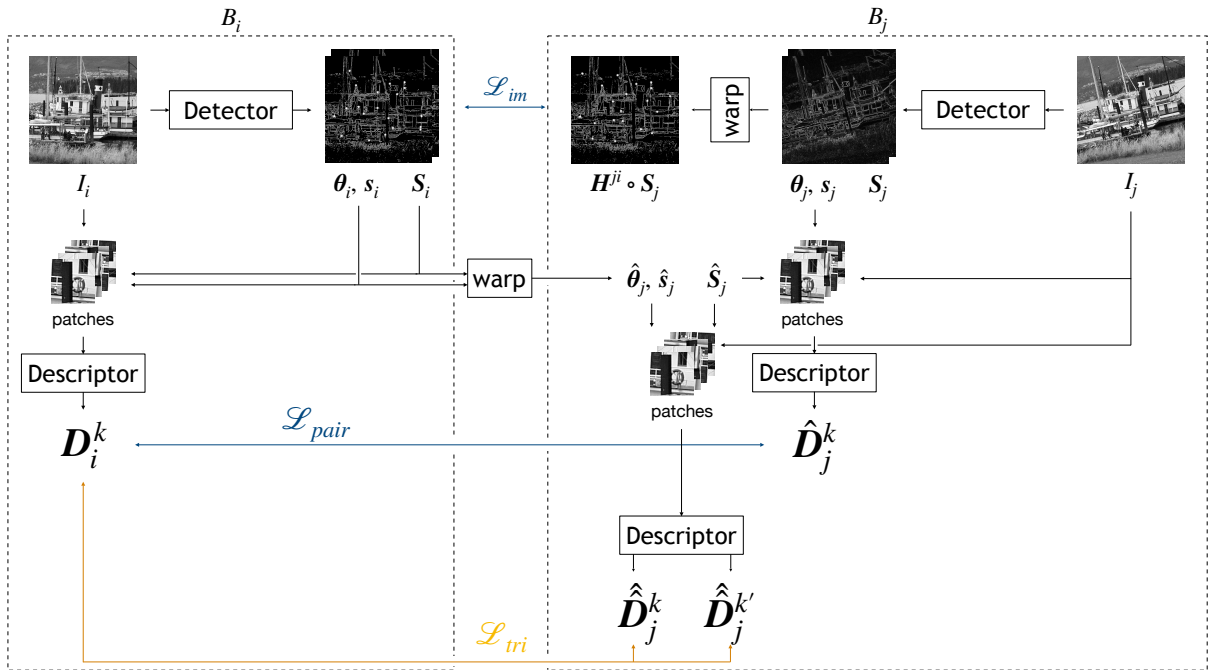 B_i
B_j
Detector
ℒ_im
warp
Detector
I_i
θ_i, s_i
S_i
H^{ji} ∘ S_j
θ_j, s_j
S_j
I_j
warp
θ̂_j, ŝ_j
Ŝ_j
patches
patches
Descriptor
Descriptor
patches
D_i^k
ℒ_pair
D̂_j^k
Descriptor
D̂̂_j^k
D̂̂_j^{k′}
ℒ_tri